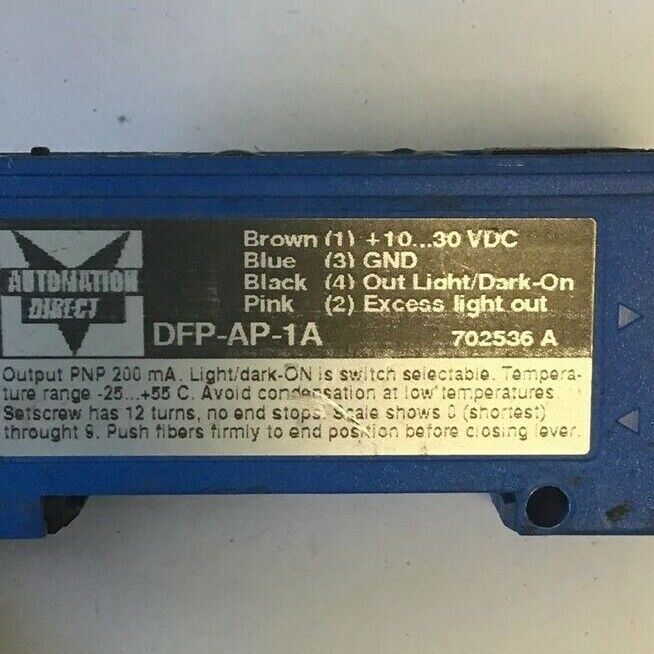 AUTOMATION
DIRECT
Brown (1) +10...30 VDC
Blue (3) GND
Black (4) Out Light/Dark-On
Pink (2) Excess light out
DFP-AP-1A 702536 A
Output PNP 200 mA. Light/dark-ON is switch selectable. Tempera-
ture range -25...+55 C. Avoid condensation at low temperatures.
Setscrew has 12 turns, no end stops. Scale shows 0 (shortest)
throught 9. Push fibers firmly to end position before closing lever.